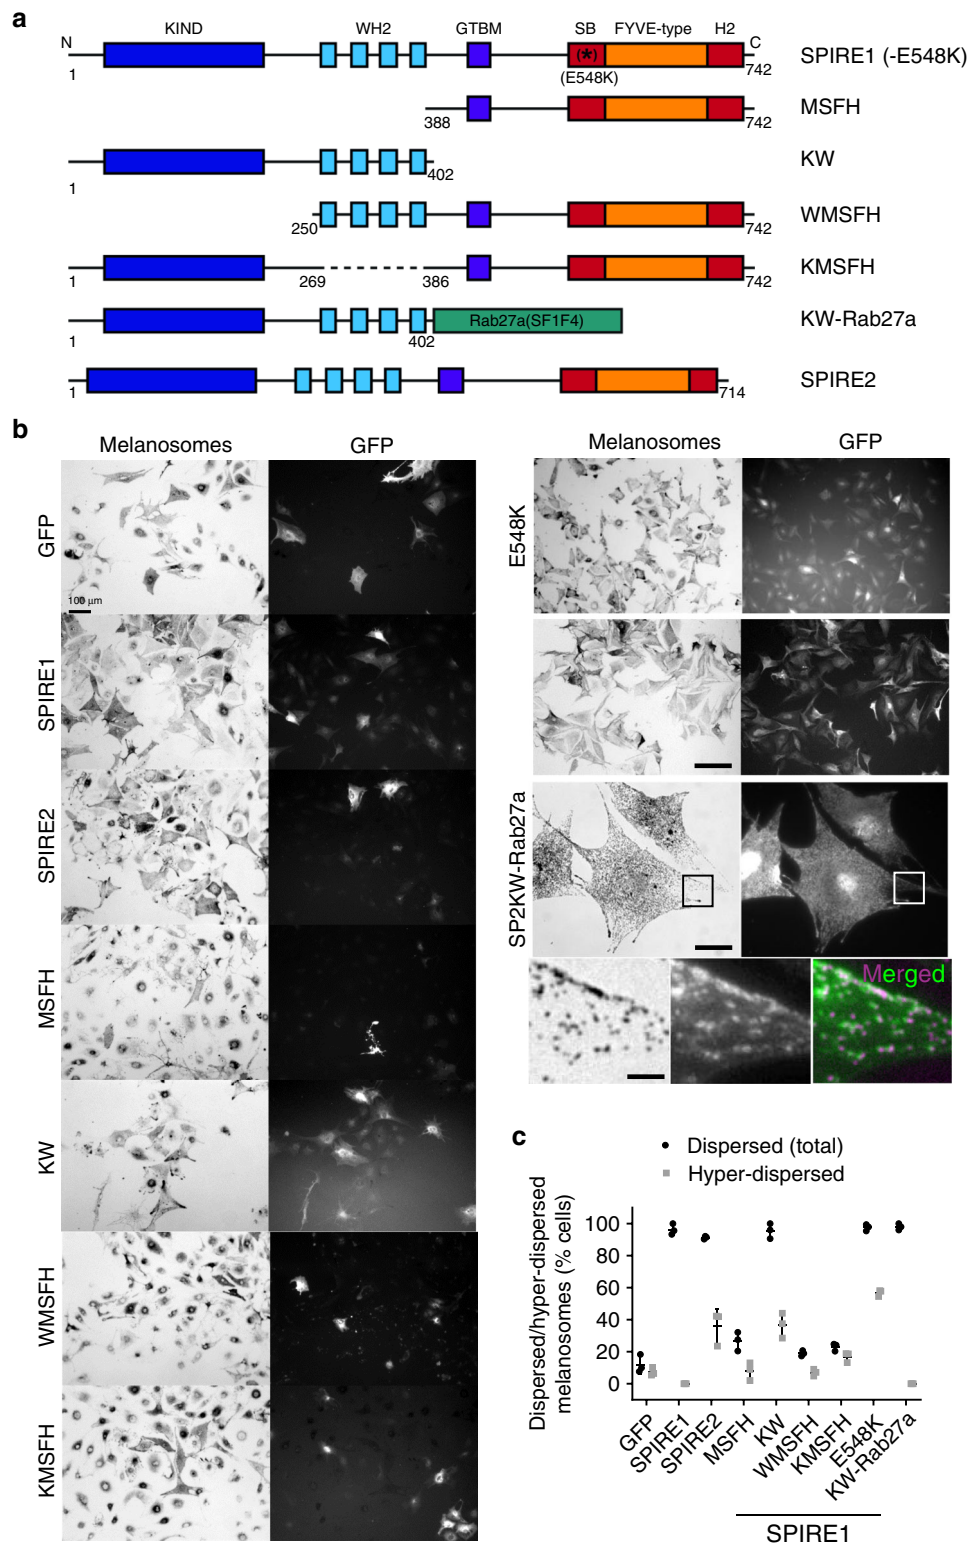 a
KIND WH2 GTBM SB FYVE-type H2
N C
(*)
1 (E548K) 742 SPIRE1 (-E548K)
388 742 MSFH
1 402 KW
250 742 WMSFH
1 269 386 742 KMSFH
Rab27a(SF1F4)
1 402 KW-Rab27a
1 714 SPIRE2
b
Melanosomes GFP
GFP
100 µm
SPIRE1
SPIRE2
MSFH
KW
WMSFH
KMSFH
Melanosomes GFP
E548K
SP2KW-Rab27a
Merged
c
Dispersed (total)
Hyper-dispersed
Dispersed/hyper-dispersed
melanosomes (% cells)
100
80
60
40
20
0
GFP
SPIRE1
SPIRE2
MSFH
KW
WMSFH
KMSFH
E548K
KW-Rab27a
SPIRE1